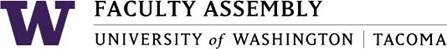 W
FACULTY ASSEMBLY
UNIVERSITY of WASHINGTON | TACOMA